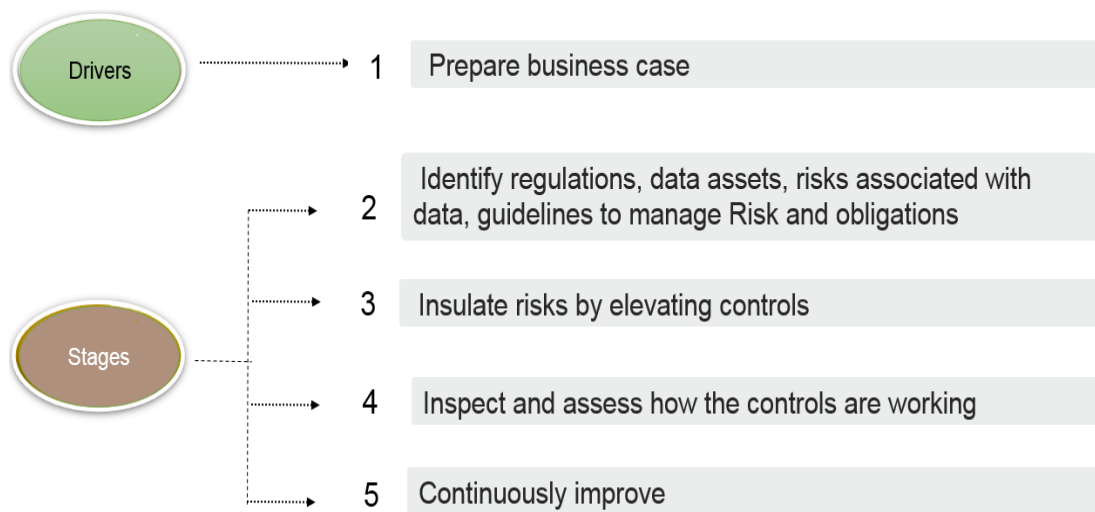 Drivers
1 Prepare business case
2 Identify regulations, data assets, risks associated with
data, guidelines to manage Risk and obligations
3 Insulate risks by elevating controls
Stages
4 Inspect and assess how the controls are working
5 Continuously improve